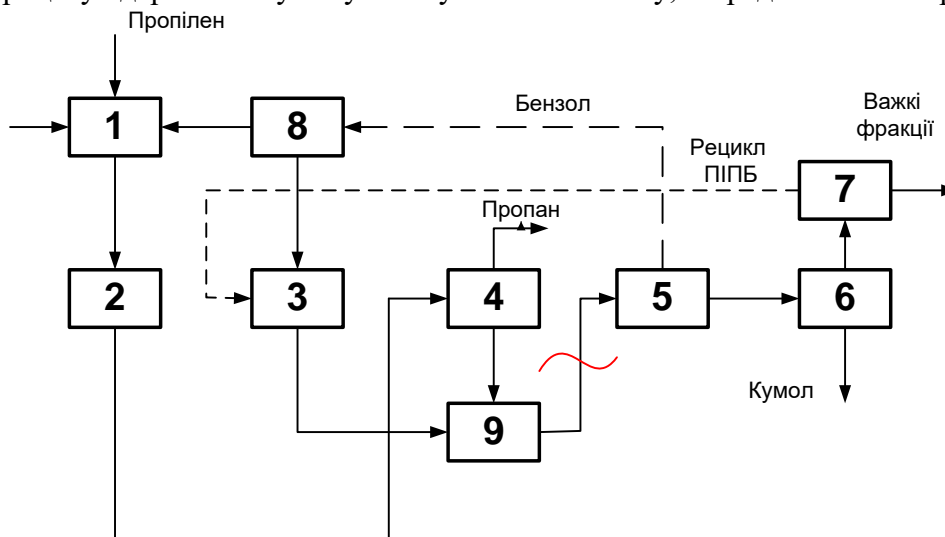 Пропілен
Бензол
Важкі
фракції
Рецикл
ПІПБ
1
8
7
Пропан
2
3
4
5
6
Кумол
9